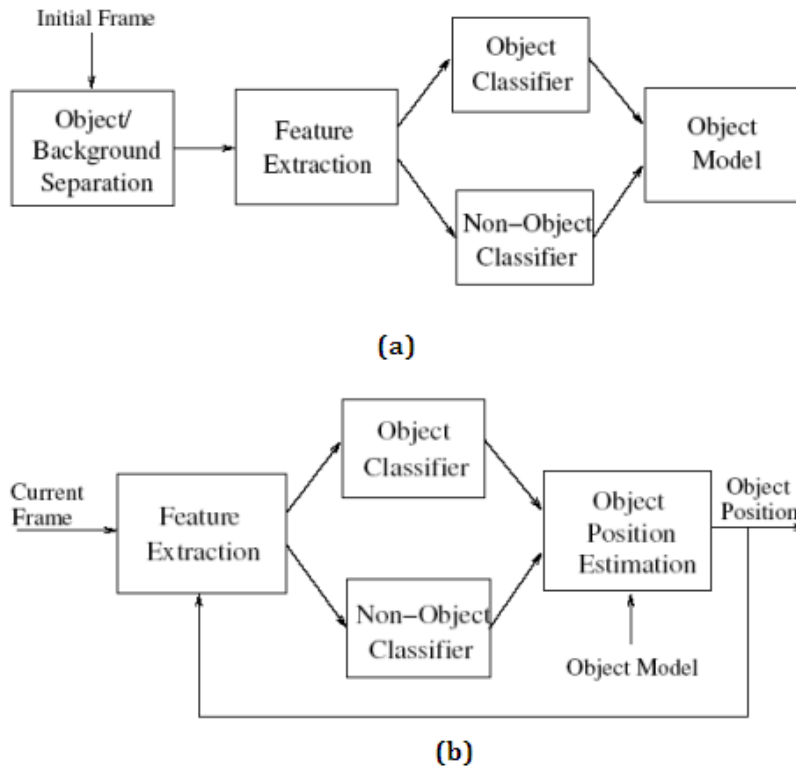 Initial Frame
Object/
Background
Separation
Feature
Extraction
Object
Classifier
Non−Object
Classifier
Object
Model
(a)
Current
Frame
Feature
Extraction
Object
Classifier
Non−Object
Classifier
Object
Position
Estimation
Object
Position
Object Model
(b)